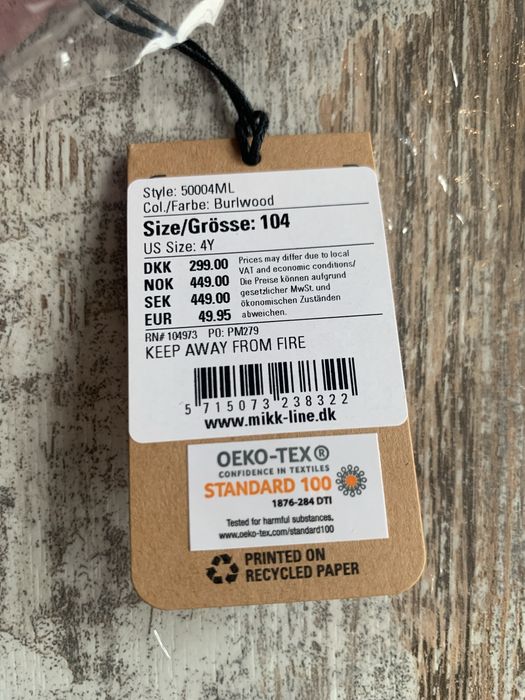 Style: 50004ML
Col./Farbe: Burlwood
Size/Grösse: 104
US Size: 4Y
DKK 299.00
NOK 449.00
SEK 449.00
EUR 49.95
Prices may differ due to local
VAT and economic conditions/
Die Preise können aufgrund
gesetzlicher MwSt. und
ökonomischen Zuständen
abweichen.
RN# 104973 PO: PM279
KEEP AWAY FROM FIRE
5 715073 238322
www.mikk-line.dk
OEKO-TEX®
CONFIDENCE IN TEXTILES
STANDARD 100
1876-284 DTI
Tested for harmful substances.
www.oeko-tex.com/standard100
PRINTED ON
RECYCLED PAPER